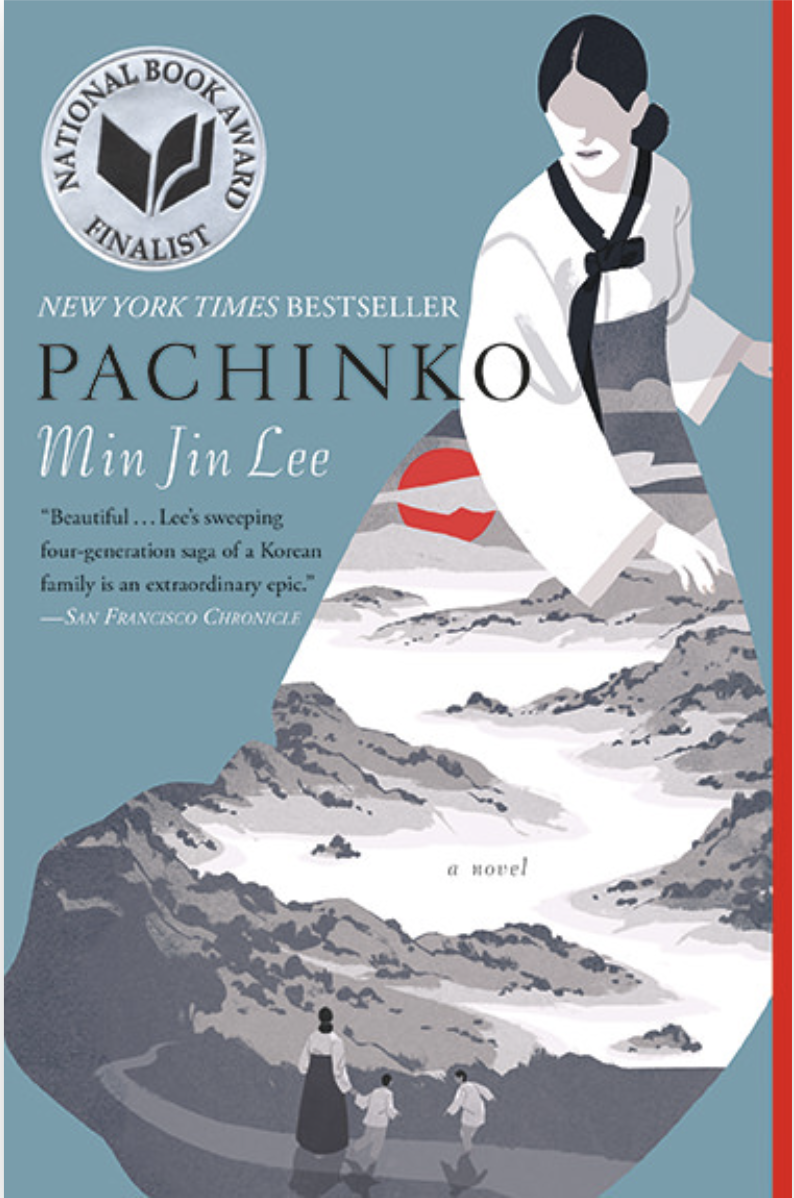 NATIONAL BOOK AWARD
FINALIST
NEW YORK TIMES BESTSELLER
PACHINKO
Min Jin Lee
“Beautiful... Lee’s sweeping
four-generation saga of a Korean
family is an extraordinary epic.”
—SAN FRANCISCO CHRONICLE
a novel